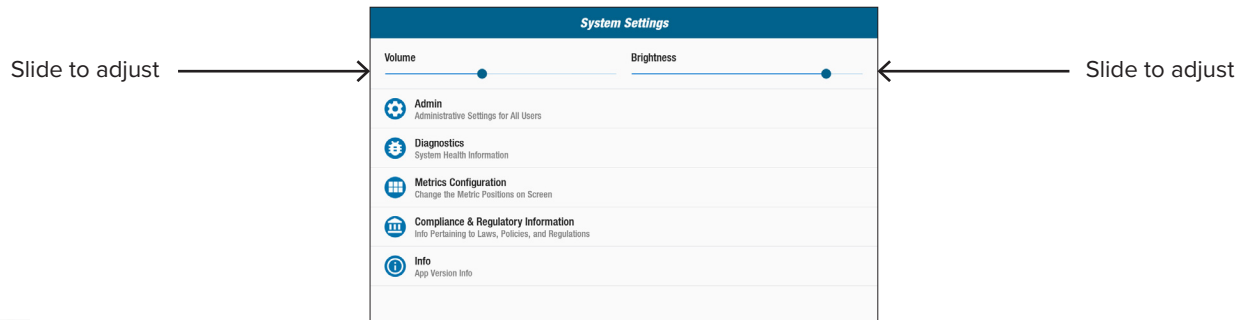 System Settings
Volume Brightness
Slide to adjust Slide to adjust
Admin
Administrative Settings for All Users
Diagnostics
System Health Information
Metrics Configuration
Change the Metric Positions on Screen
Compliance & Regulatory Information
Info Pertaining to Laws, Policies, and Regulations
Info
App Version Info